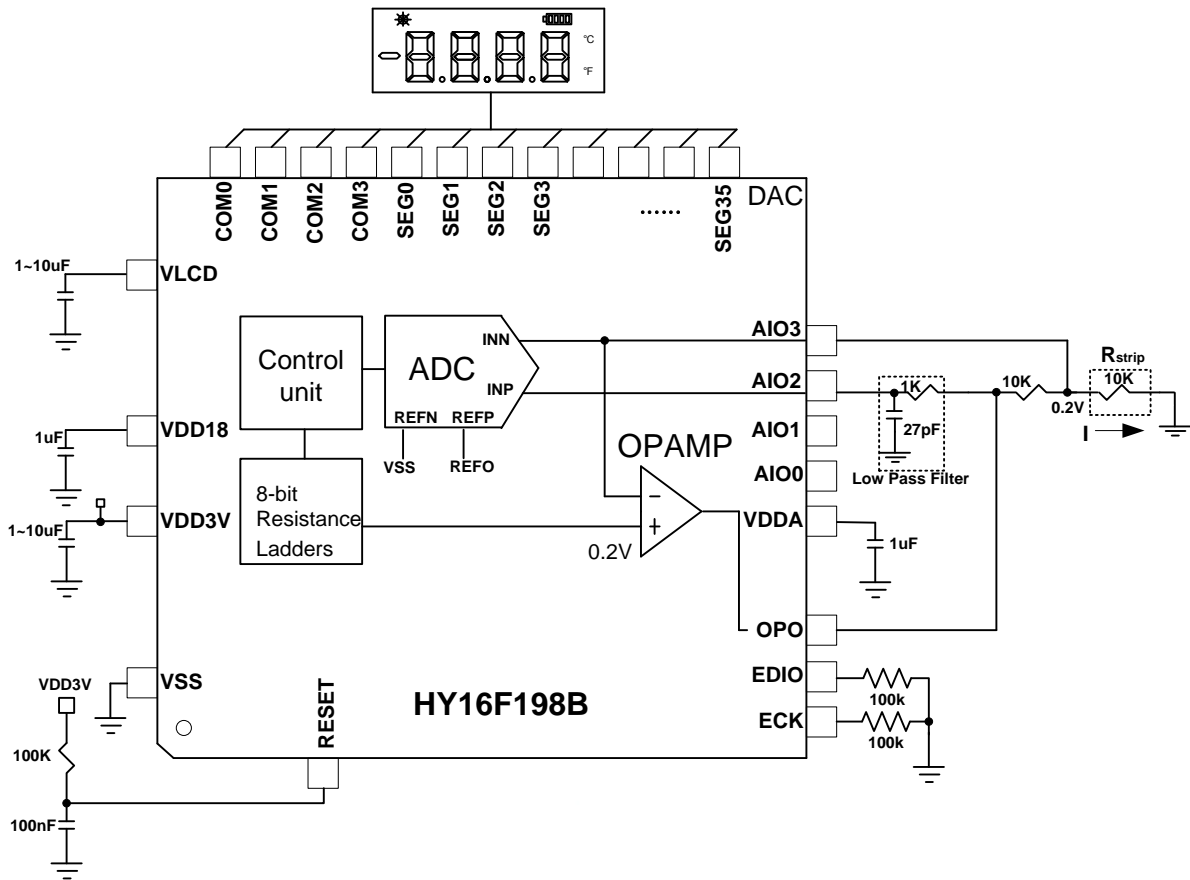 °C
°F
COM0
COM1
COM2
COM3
SEG0
SEG1
SEG2
SEG3
......
SEG35
DAC
1~10uF
VLCD
AIO3
INN
Control
unit
ADC
INP
AIO2
Rstrip
10K
1K
10K
0.2V
I
27pF
Low Pass Filter
REFN
REFP
VSS
REFO
1uF
VDD18
OPAMP
AIO1
AIO0
8-bit
Resistance
Ladders
−
+
0.2V
VDDA
1uF
1~10uF
VDD3V
OPO
VDD3V
VSS
RESET
HY16F198B
EDIO
100k
ECK
100k
100K
100nF